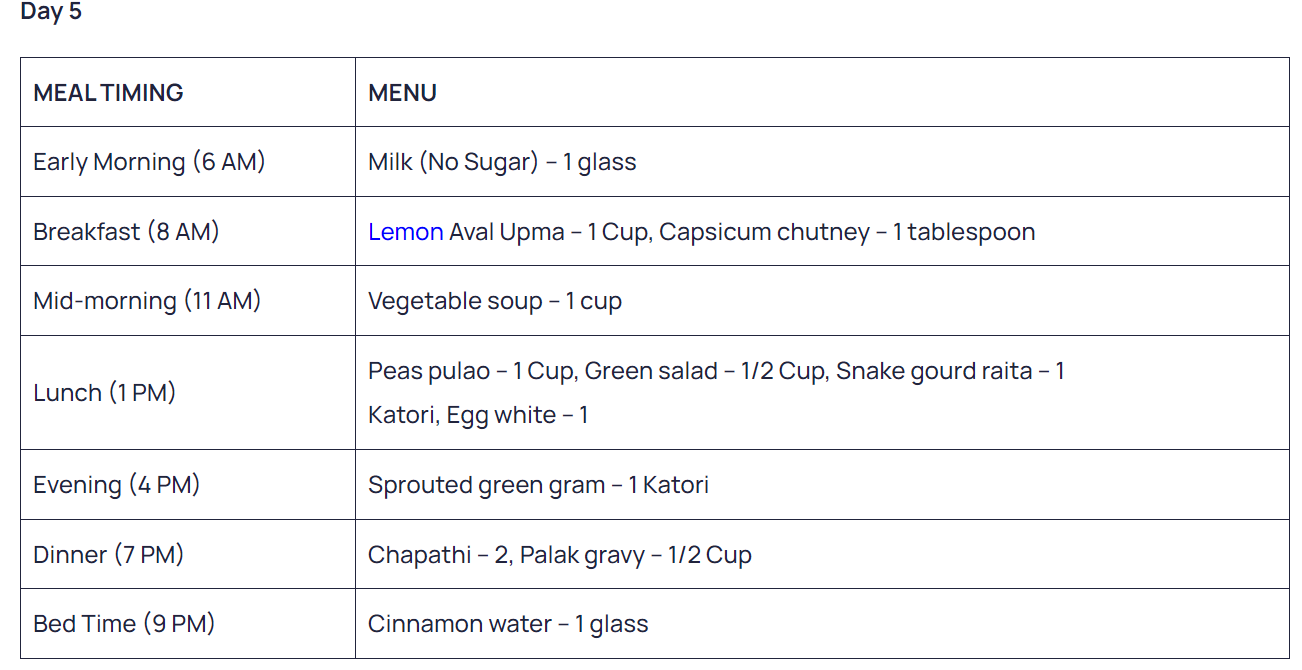 Day 5
MEAL TIMING MENU
Early Morning (6 AM) Milk (No Sugar) – 1 glass
Breakfast (8 AM) Lemon Aval Upma – 1 Cup, Capsicum chutney – 1 tablespoon
Mid-morning (11 AM) Vegetable soup – 1 cup
Lunch (1 PM) Peas pulao – 1 Cup, Green salad – 1/2 Cup, Snake gourd raita – 1
Katori, Egg white – 1
Evening (4 PM) Sprouted green gram – 1 Katori
Dinner (7 PM) Chapathi – 2, Palak gravy – 1/2 Cup
Bed Time (9 PM) Cinnamon water – 1 glass